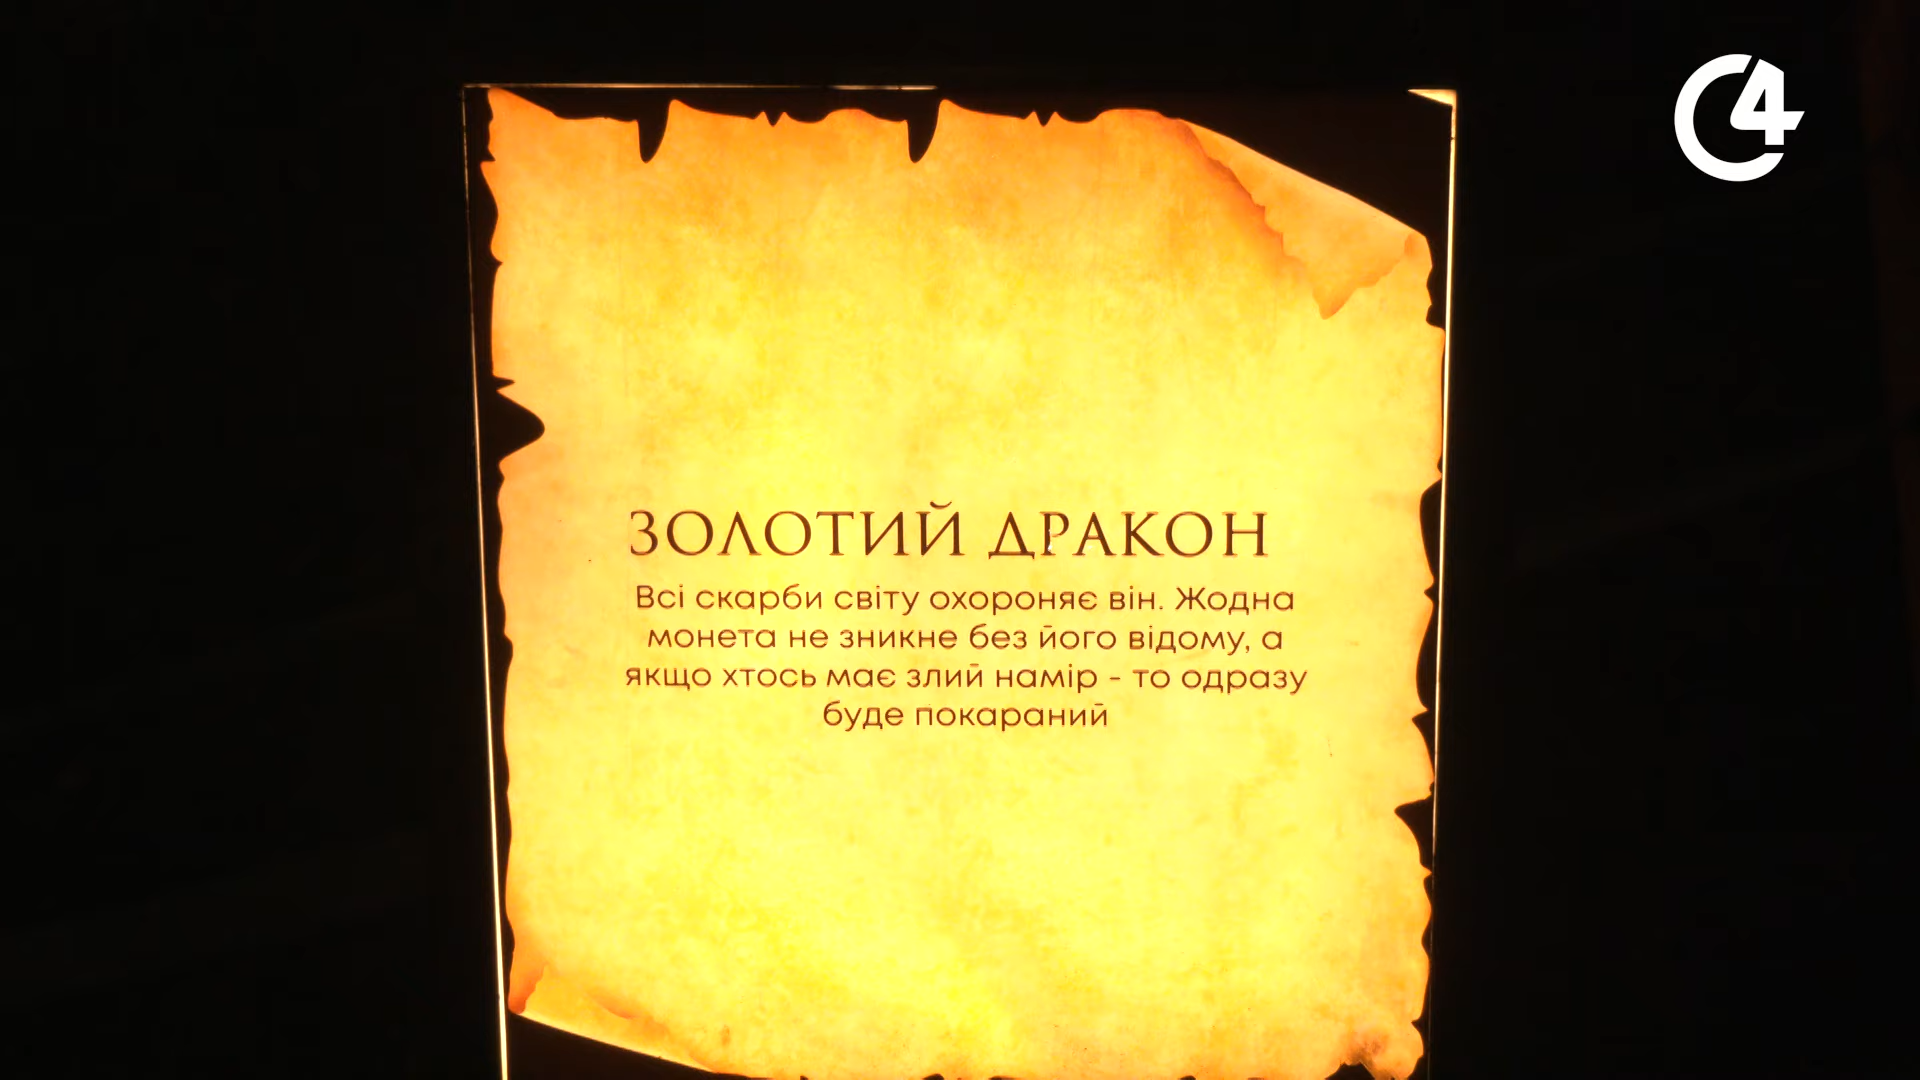 C4
ЗОЛОТИЙ ДРАКОН
Всі скарби світу охороняє він. Жодна
монета не зникне без його відому, а
якщо хтось має злий намір - то одразу
буде покараний